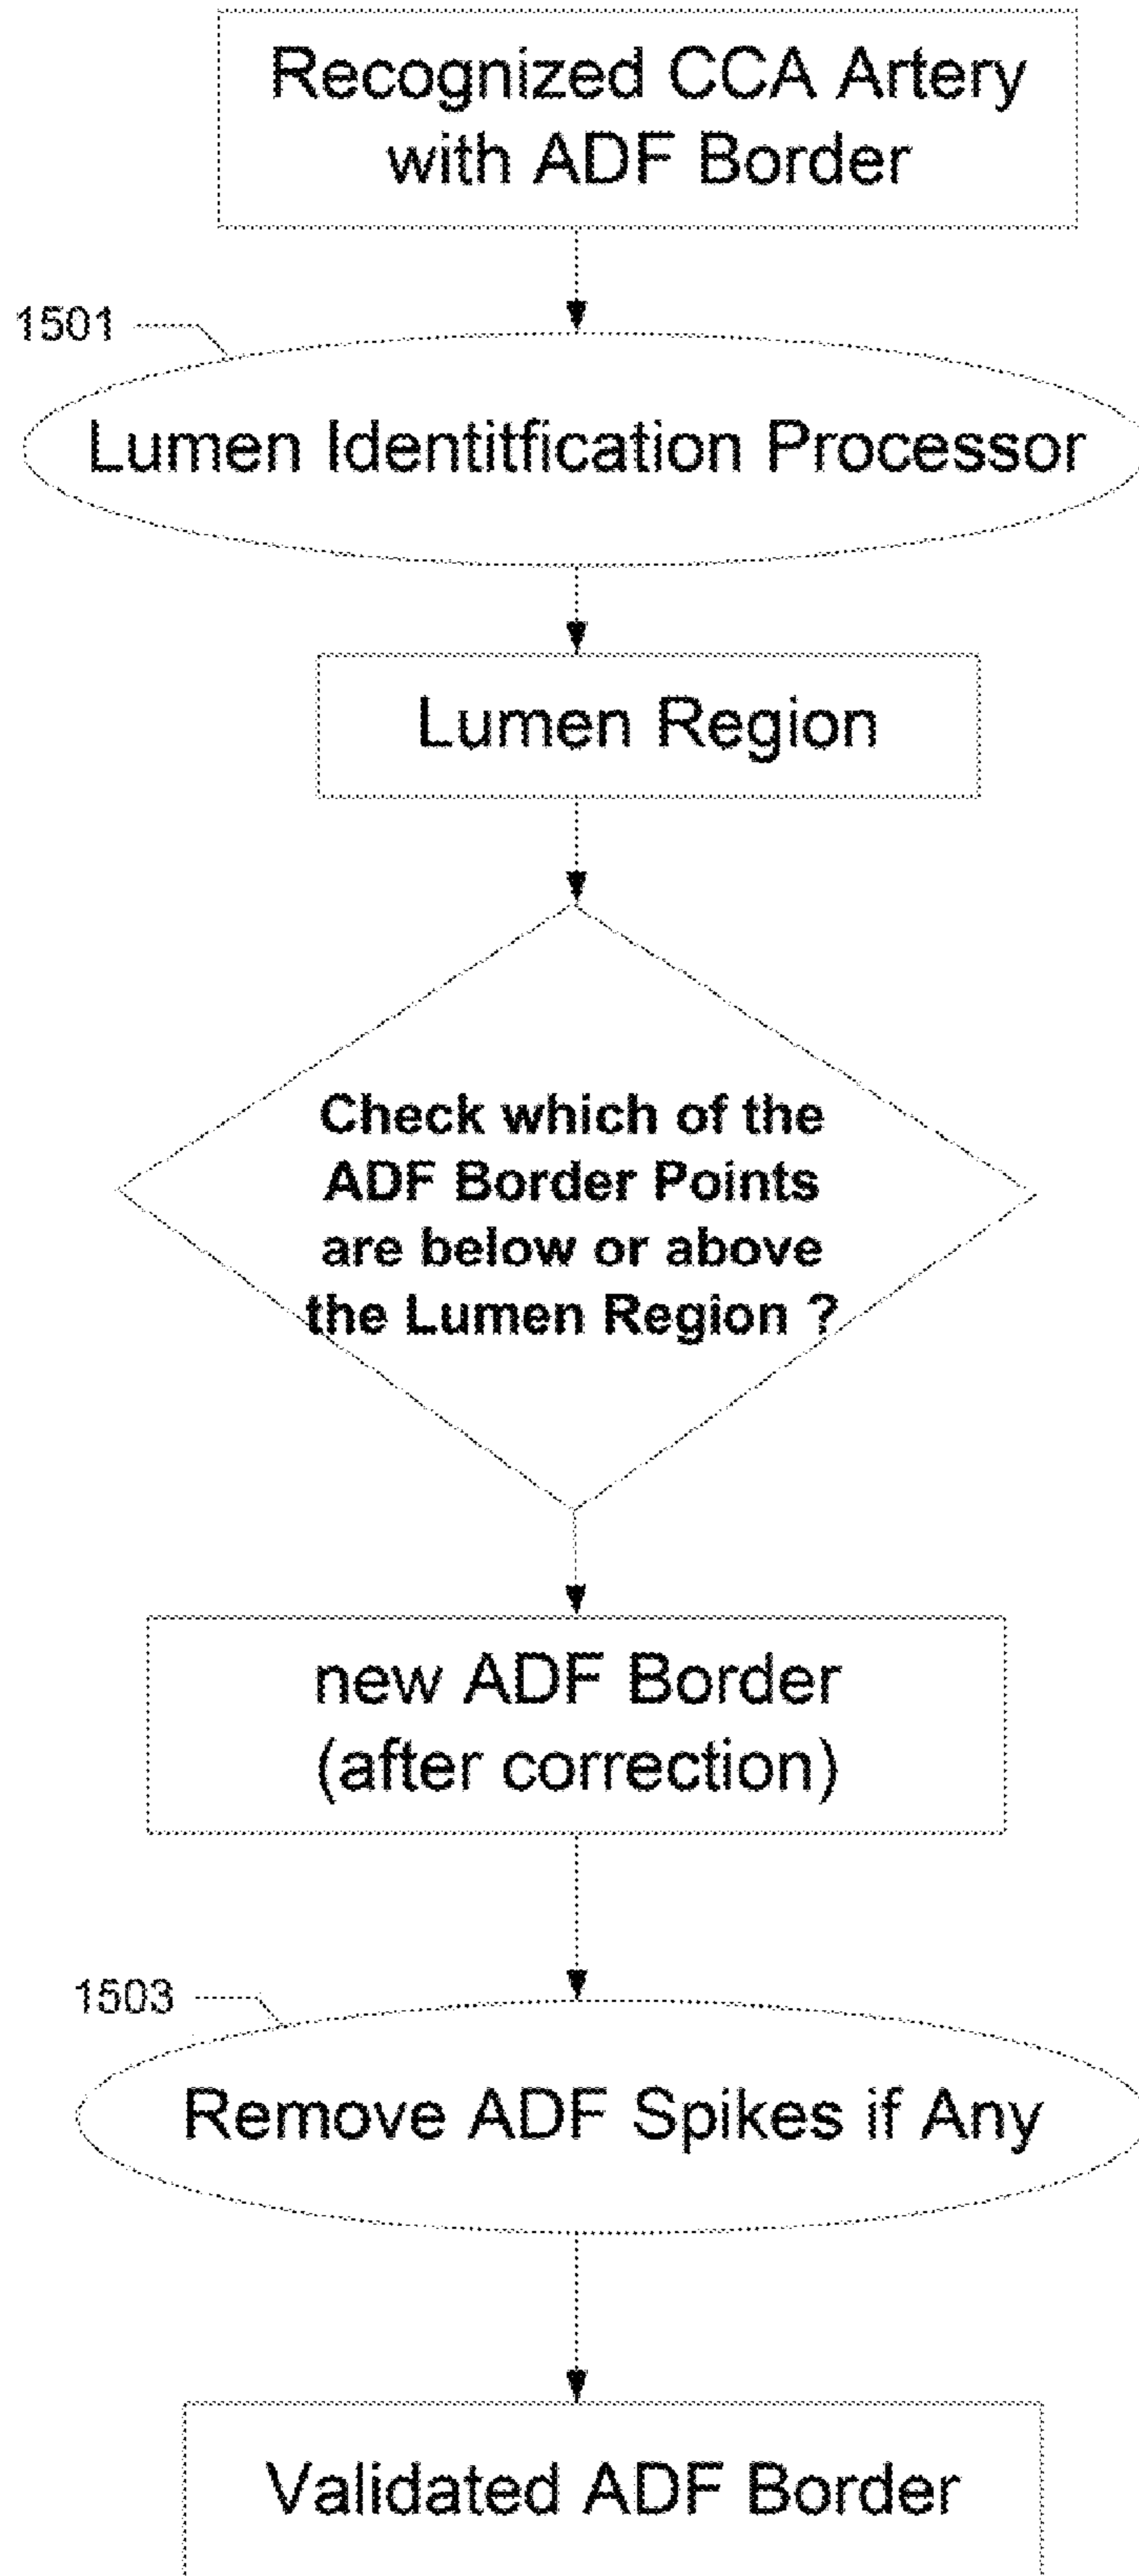 Recognized CCA Artery
with ADF Border
1501
Lumen Identitfication Processor
Lumen Region
Check which of the
ADF Border Points
are below or above
the Lumen Region ?
new ADF Border
(after correction)
1503
Remove ADF Spikes if Any
Validated ADF Border